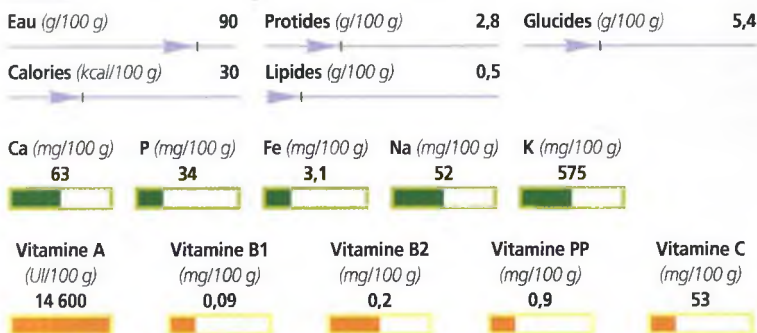 Eau (g/100 g) 90 Protides (g/100 g) 2,8 Glucides (g/100 g) 5,4
Calories (kcal/100 g) 30 Lipides (g/100 g) 0,5
Ca (mg/100 g) P (mg/100 g) Fe (mg/100 g) Na (mg/100 g) K (mg/100 g)
63 34 3,1 52 575
Vitamine A Vitamine B1 Vitamine B2 Vitamine PP Vitamine C
(UI/100 g) (mg/100 g) (mg/100 g) (mg/100 g) (mg/100 g)
14 600 0,09 0,2 0,9 53